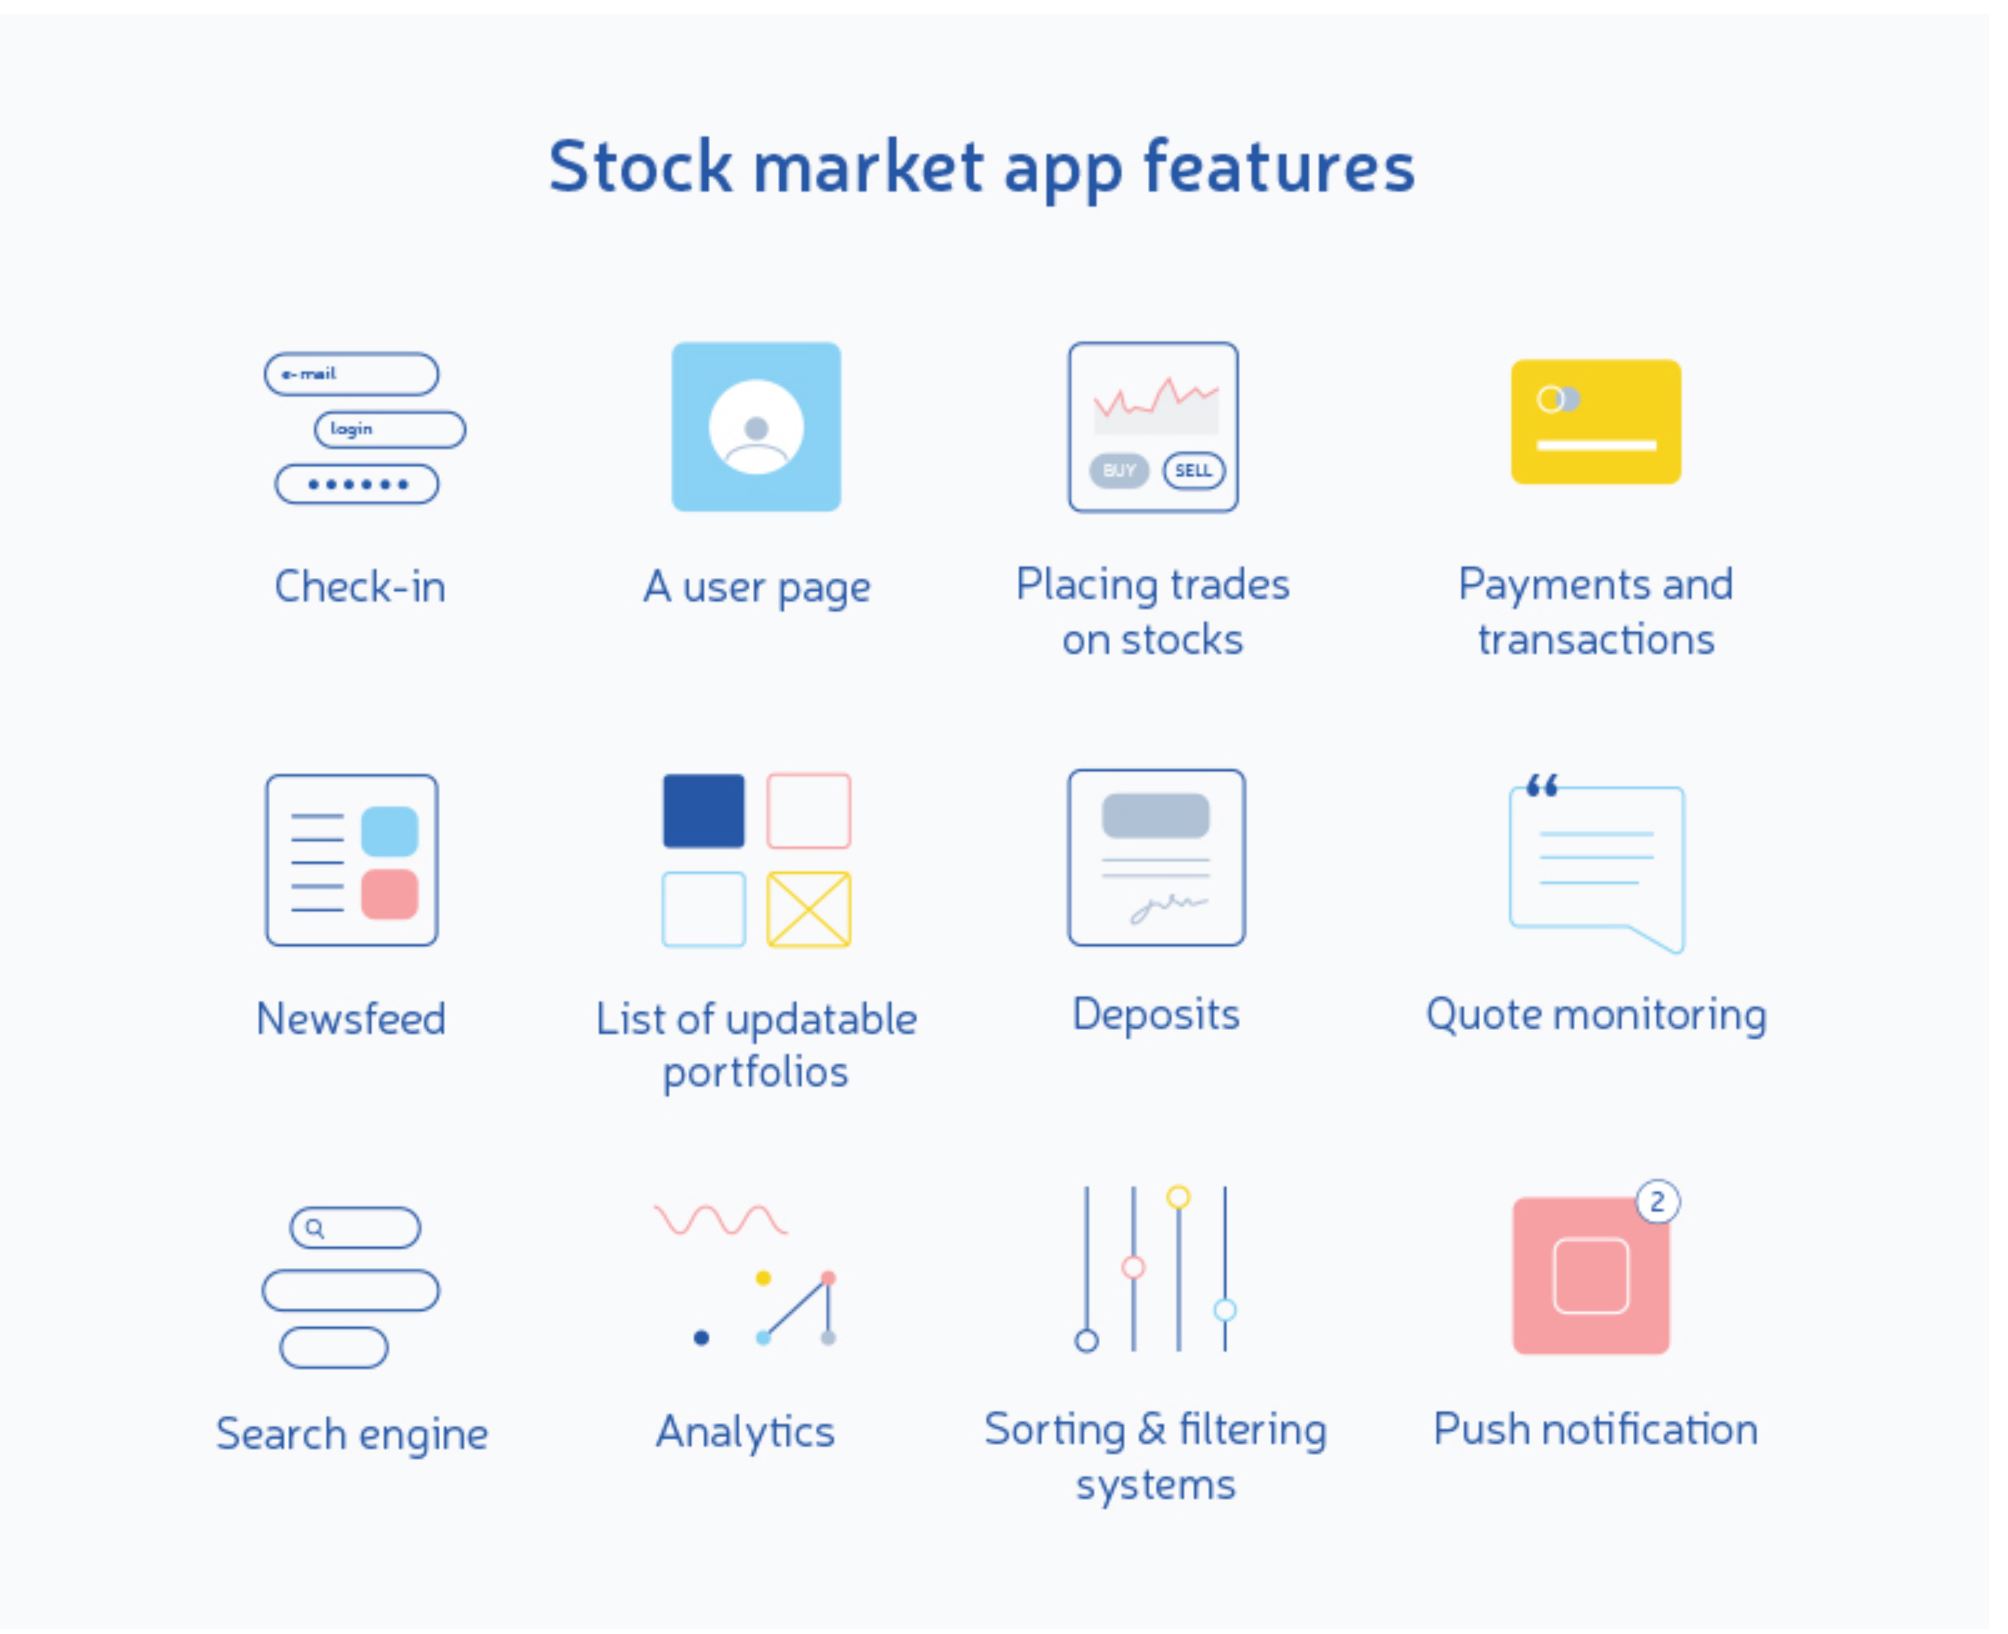 Stock market app features
e-mail
login
BUY
SELL
Check-in
A user page
Placing trades
on stocks
Payments and
transactions
“
Newsfeed
List of updatable
portfolios
Deposits
Quote monitoring
2
Search engine
Analytics
Sorting & filtering
systems
Push notification